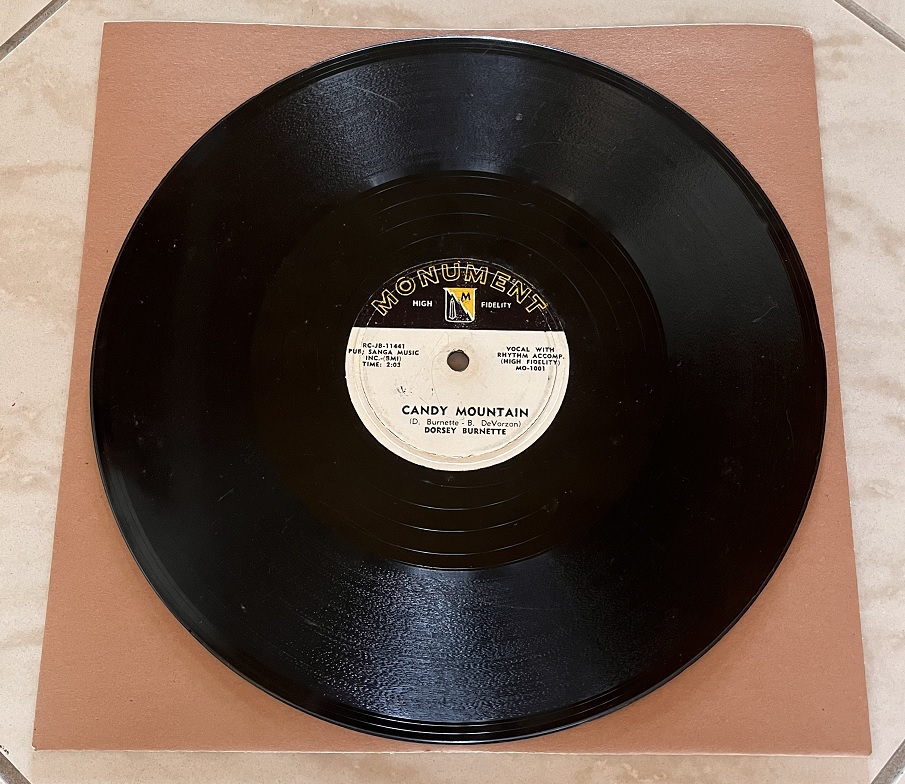 MONUMENT
HIGH M FIDELITY
RC-JB-11441
PUB; SANGA MUSIC
INC.-(BMI)
TIME: 2:03
VOCAL WITH
RHYTHM ACCOMP.
(HIGH FIDELITY)
MO-1001
CANDY MOUNTAIN
(D. Burnette - B. DeVorzon)
DORSEY BURNETTE